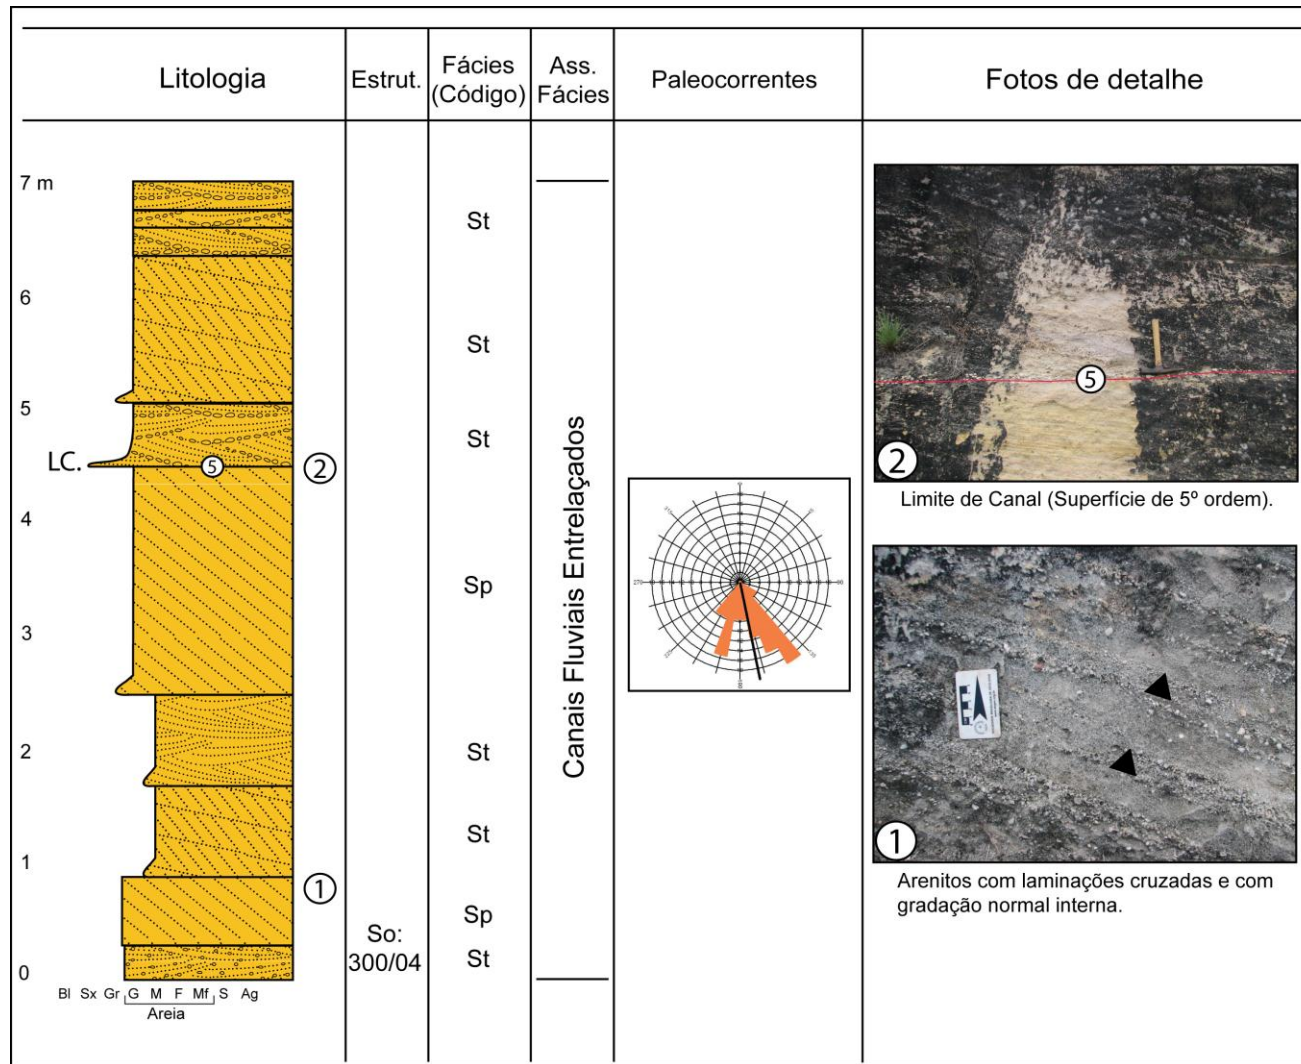 Litologia
Estrut.
Fácies
(Código)
Ass.
Fácies
Paleocorrentes
Fotos de detalhe
7 m
6
5
LC.
4
3
2
1
0
5
2
1
Bl Sx Gr G M F Mf S Ag
Areia
So:
300/04
St
St
St
Sp
St
St
Sp
St
Canais Fluviais Entrelaçados
270
5
2
Limite de Canal (Superfície de 5º ordem).
1
Arenitos com laminações cruzadas e com
gradação normal interna.